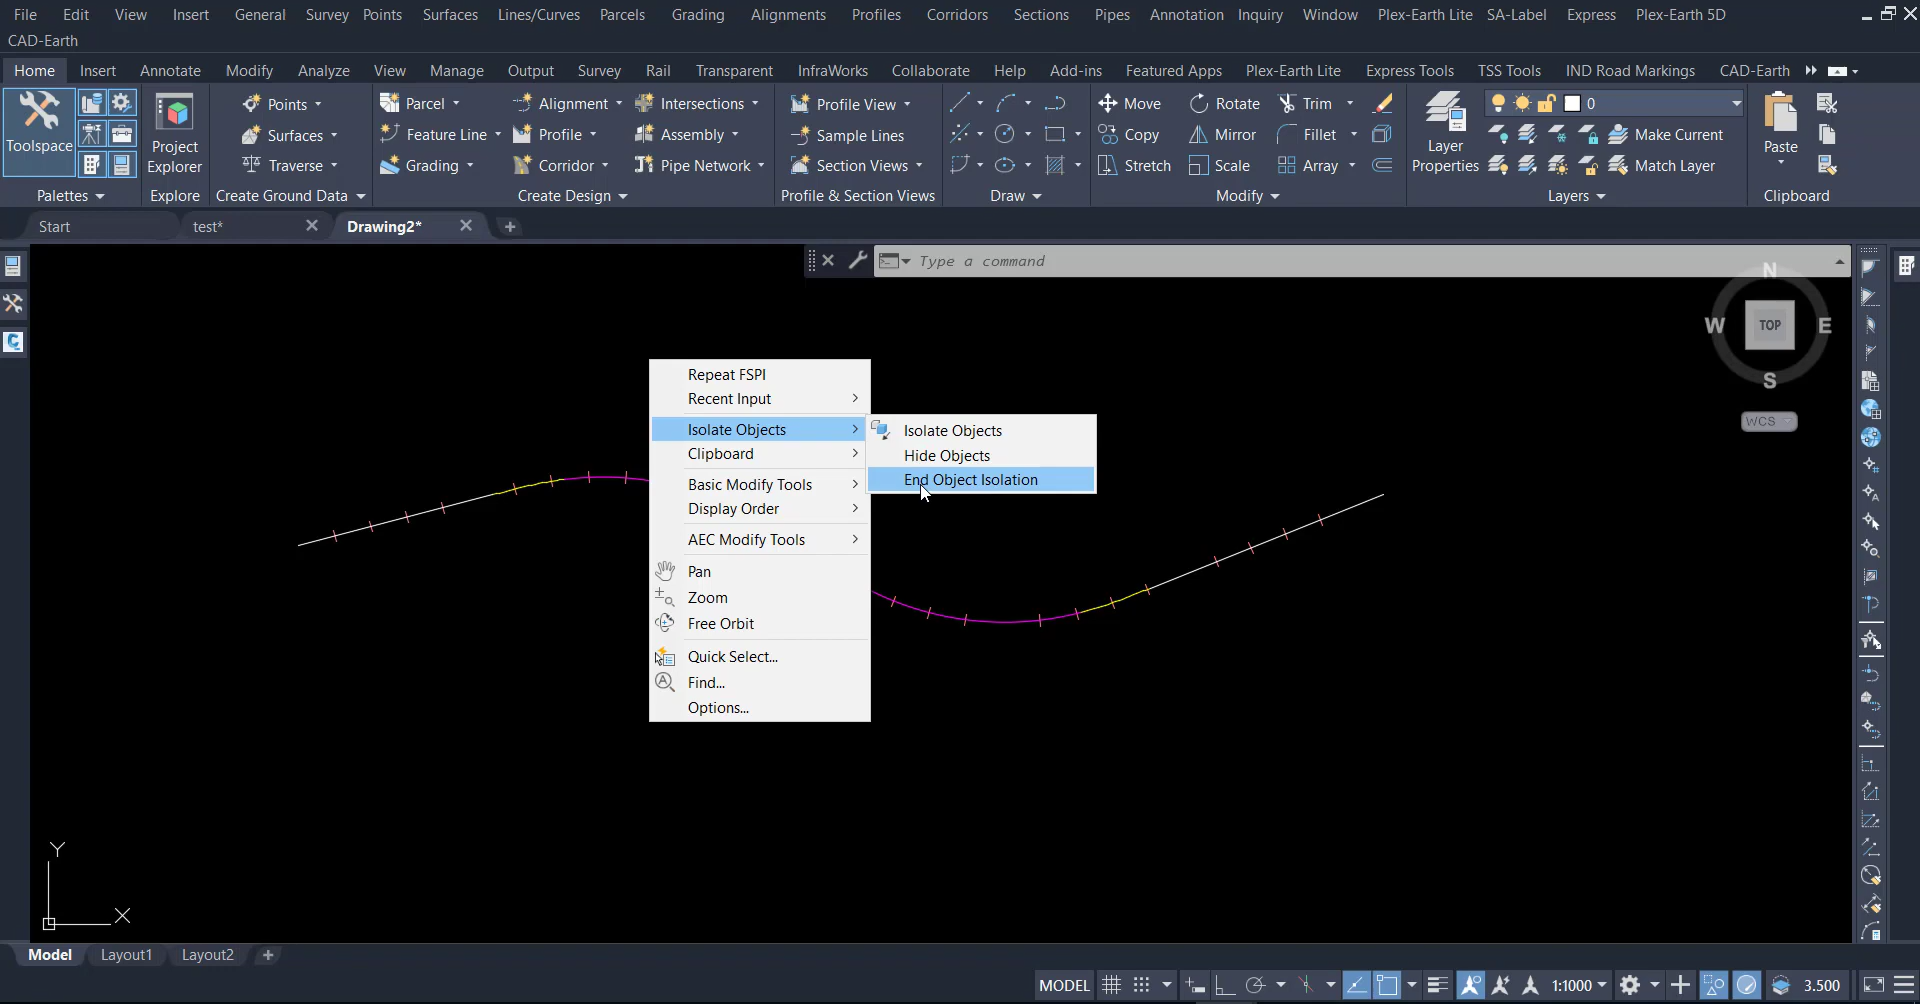 File Edit View Insert General Survey Points Surfaces Lines/Curves Parcels Grading Alignments Profiles Corridors Sections Pipes Annotation Inquiry Window Plex-Earth Lite SA-Label Express Plex-Earth 5D
CAD-Earth
Home Insert Annotate Modify Analyze View Manage Output Survey Rail Transparent InfraWorks Collaborate Help Add-ins Featured Apps Plex-Earth Lite Express Tools TSS Tools IND Road Markings CAD-Earth
Points Parcel Alignment Intersections Profile View Move Rotate Trim 0
Toolspace Project Explorer Surfaces Feature Line Profile Assembly Sample Lines Copy Mirror Fillet Layer Properties Make Current Paste
Traverse Grading Corridor Pipe Network Section Views Stretch Scale Array Match Layer
Palettes Explore Create Ground Data Create Design Profile & Section Views Draw Modify Layers Clipboard
Start test* Drawing2*
Type a command
N
W TOP E
S
WCS
Repeat FSPI
Recent Input
Isolate Objects Isolate Objects
Clipboard Hide Objects
End Object Isolation
Basic Modify Tools
Display Order
AEC Modify Tools
Pan
Zoom
Free Orbit
Quick Select...
Find...
Options...
Y
X
Model Layout1 Layout2
MODEL 1:1000 3.500